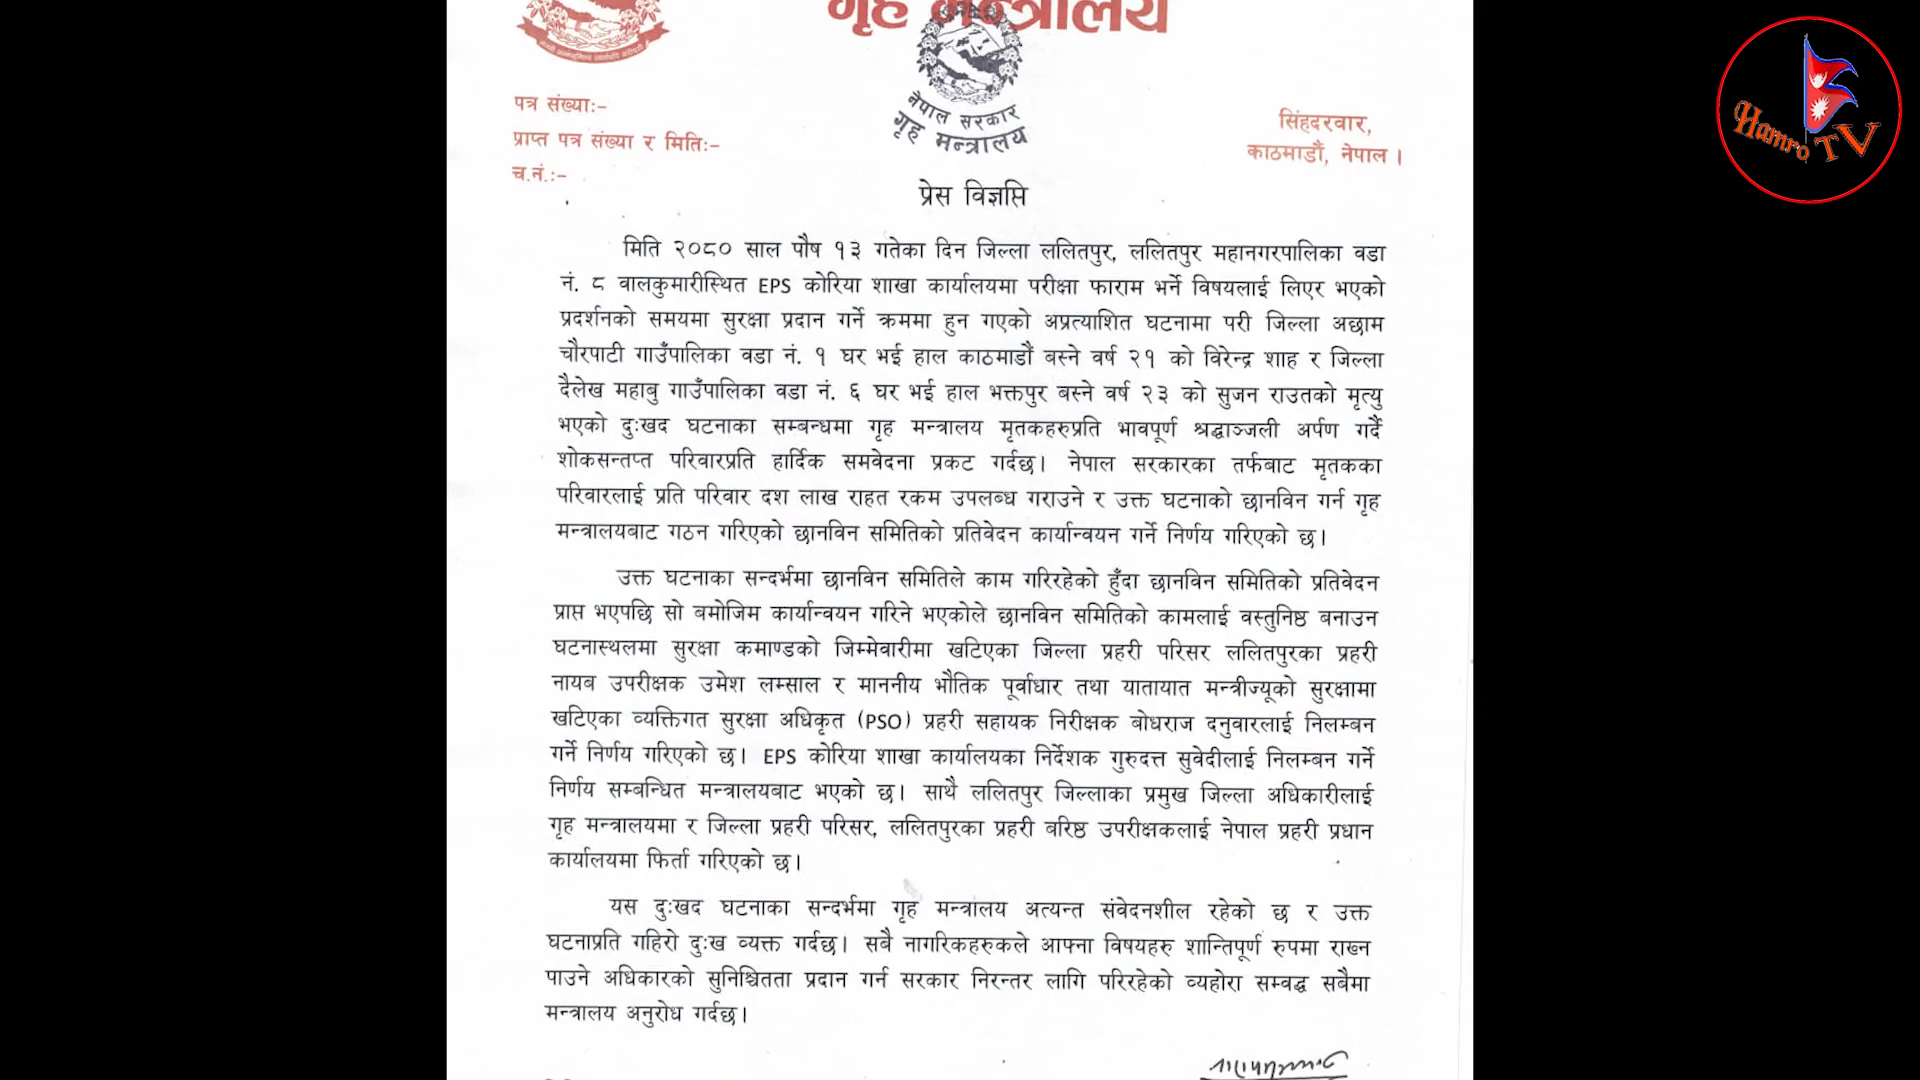 गृह मन्त्रालय
नेपाल सरकार
गृह मन्त्रालय
पत्र संख्याः-
प्राप्त पत्र संख्या र मितिः-
च.नं.:-
सिंहदरवार,
काठमाडौं, नेपाल ।
Hamro TV
प्रेस विज्ञप्ति
मिति २०८० साल पौष १३ गतेका दिन जिल्ला ललितपुर, ललितपुर महानगरपालिका वडा
नं. ८ वालकुमारीस्थित EPS कोरिया शाखा कार्यालयमा परीक्षा फाराम भर्ने विषयलाई लिएर भएको
प्रदर्शनको समयमा सुरक्षा प्रदान गर्ने क्रममा हुन गएको अप्रत्याशित घटनामा परी जिल्ला अछाम
चौरपाटी गाउँपालिका वडा नं. १ घर भई हाल काठमाडौं बस्ने वर्ष २१ को विरेन्द्र शाह र जिल्ला
दैलेख महाबु गाउँपालिका वडा नं. ६ घर भई हाल भक्तपुर बस्ने वर्ष २३ को सुजन राउतको मृत्यु
भएको दुःखद घटनाका सम्बन्धमा गृह मन्त्रालय मृतकहरुप्रति भावपूर्ण श्रद्धाञ्जली अर्पण गर्दै
शोकसन्तप्त परिवारप्रति हार्दिक समवेदना प्रकट गर्दछ। नेपाल सरकारका तर्फबाट मृतकका
परिवारलाई प्रति परिवार दश लाख राहत रकम उपलब्ध गराउने र उक्त घटनाको छानविन गर्न गृह
मन्त्रालयबाट गठन गरिएको छानविन समितिको प्रतिवेदन कार्यान्वयन गर्ने निर्णय गरिएको छ।
उक्त घटनाका सन्दर्भमा छानविन समितिले काम गरिरहेको हुँदा छानविन समितिको प्रतिवेदन
प्राप्त भएपछि सो बमोजिम कार्यान्वयन गरिने भएकोले छानविन समितिको कामलाई वस्तुनिष्ठ बनाउन
घटनास्थलमा सुरक्षा कमाण्डको जिम्मेवारीमा खटिएका जिल्ला प्रहरी परिसर ललितपुरका प्रहरी
नायब उपरीक्षक उमेश लम्साल र माननीय भौतिक पूर्वाधार तथा यातायात मन्त्रीज्यूको सुरक्षामा
खटिएका व्यक्तिगत सुरक्षा अधिकृत (PSO) प्रहरी सहायक निरीक्षक बोधराज दनुवारलाई निलम्बन
गर्ने निर्णय गरिएको छ। EPS कोरिया शाखा कार्यालयका निर्देशक गुरुदत्त सुवेदीलाई निलम्बन गर्ने
निर्णय सम्बन्धित मन्त्रालयबाट भएको छ। साथै ललितपुर जिल्लाका प्रमुख जिल्ला अधिकारीलाई
गृह मन्त्रालयमा र जिल्ला प्रहरी परिसर, ललितपुरका प्रहरी बरिष्ठ उपरीक्षकलाई नेपाल प्रहरी प्रधान
कार्यालयमा फिर्ता गरिएको छ।
यस दुःखद घटनाका सन्दर्भमा गृह मन्त्रालय अत्यन्त संवेदनशील रहेको छ र उक्त
घटनाप्रति गहिरो दुःख व्यक्त गर्दछ। सबै नागरिकहरुकले आफ्ना विषयहरु शान्तिपूर्ण रुपमा राख्न
पाउने अधिकारको सुनिश्चितता प्रदान गर्न सरकार निरन्तर लागि परिरहेको व्यहोरा सम्वद्ध सबैमा
मन्त्रालय अनुरोध गर्दछ।